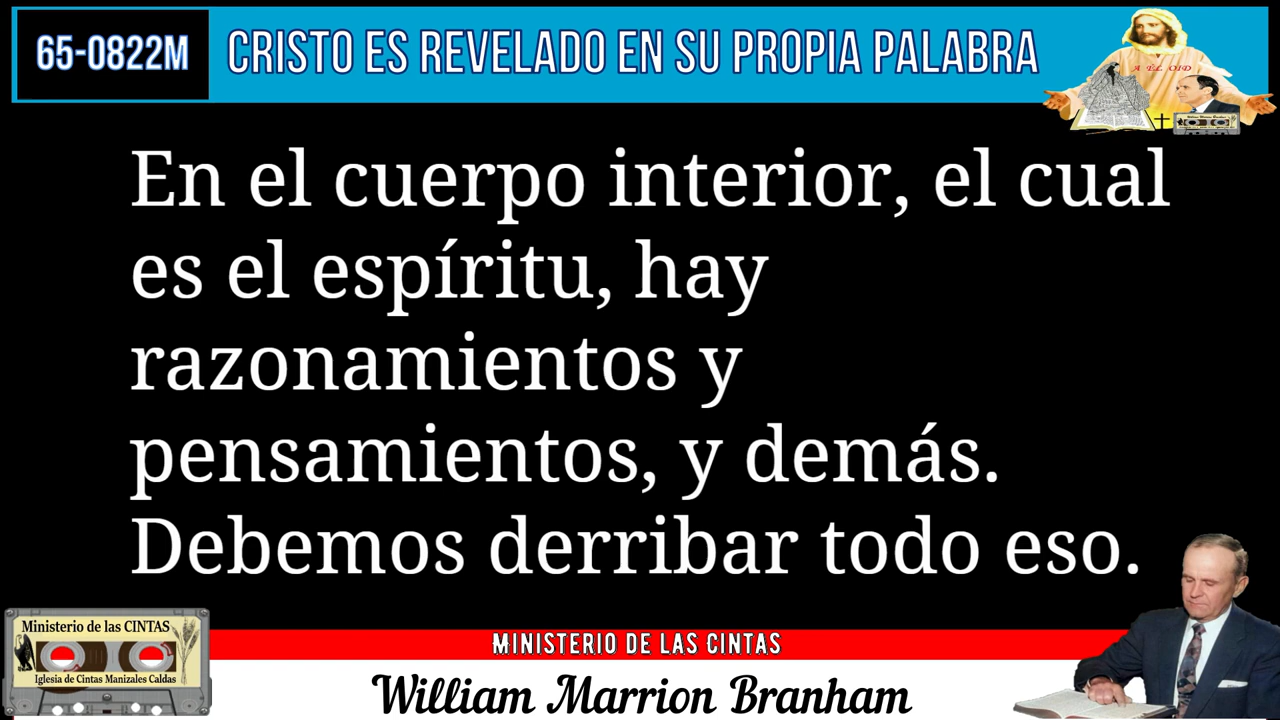 65-0822M
CRISTO ES REVELADO EN SU PROPIA PALABRA
A ÉL OID
En el cuerpo interior, el cual
es el espíritu, hay
razonamientos y
pensamientos, y demás.
Debemos derribar todo eso.
Ministerio de las CINTAS
Iglesia de Cintas Manizales Caldas
MINISTERIO DE LAS CINTAS
William Marrion Branham